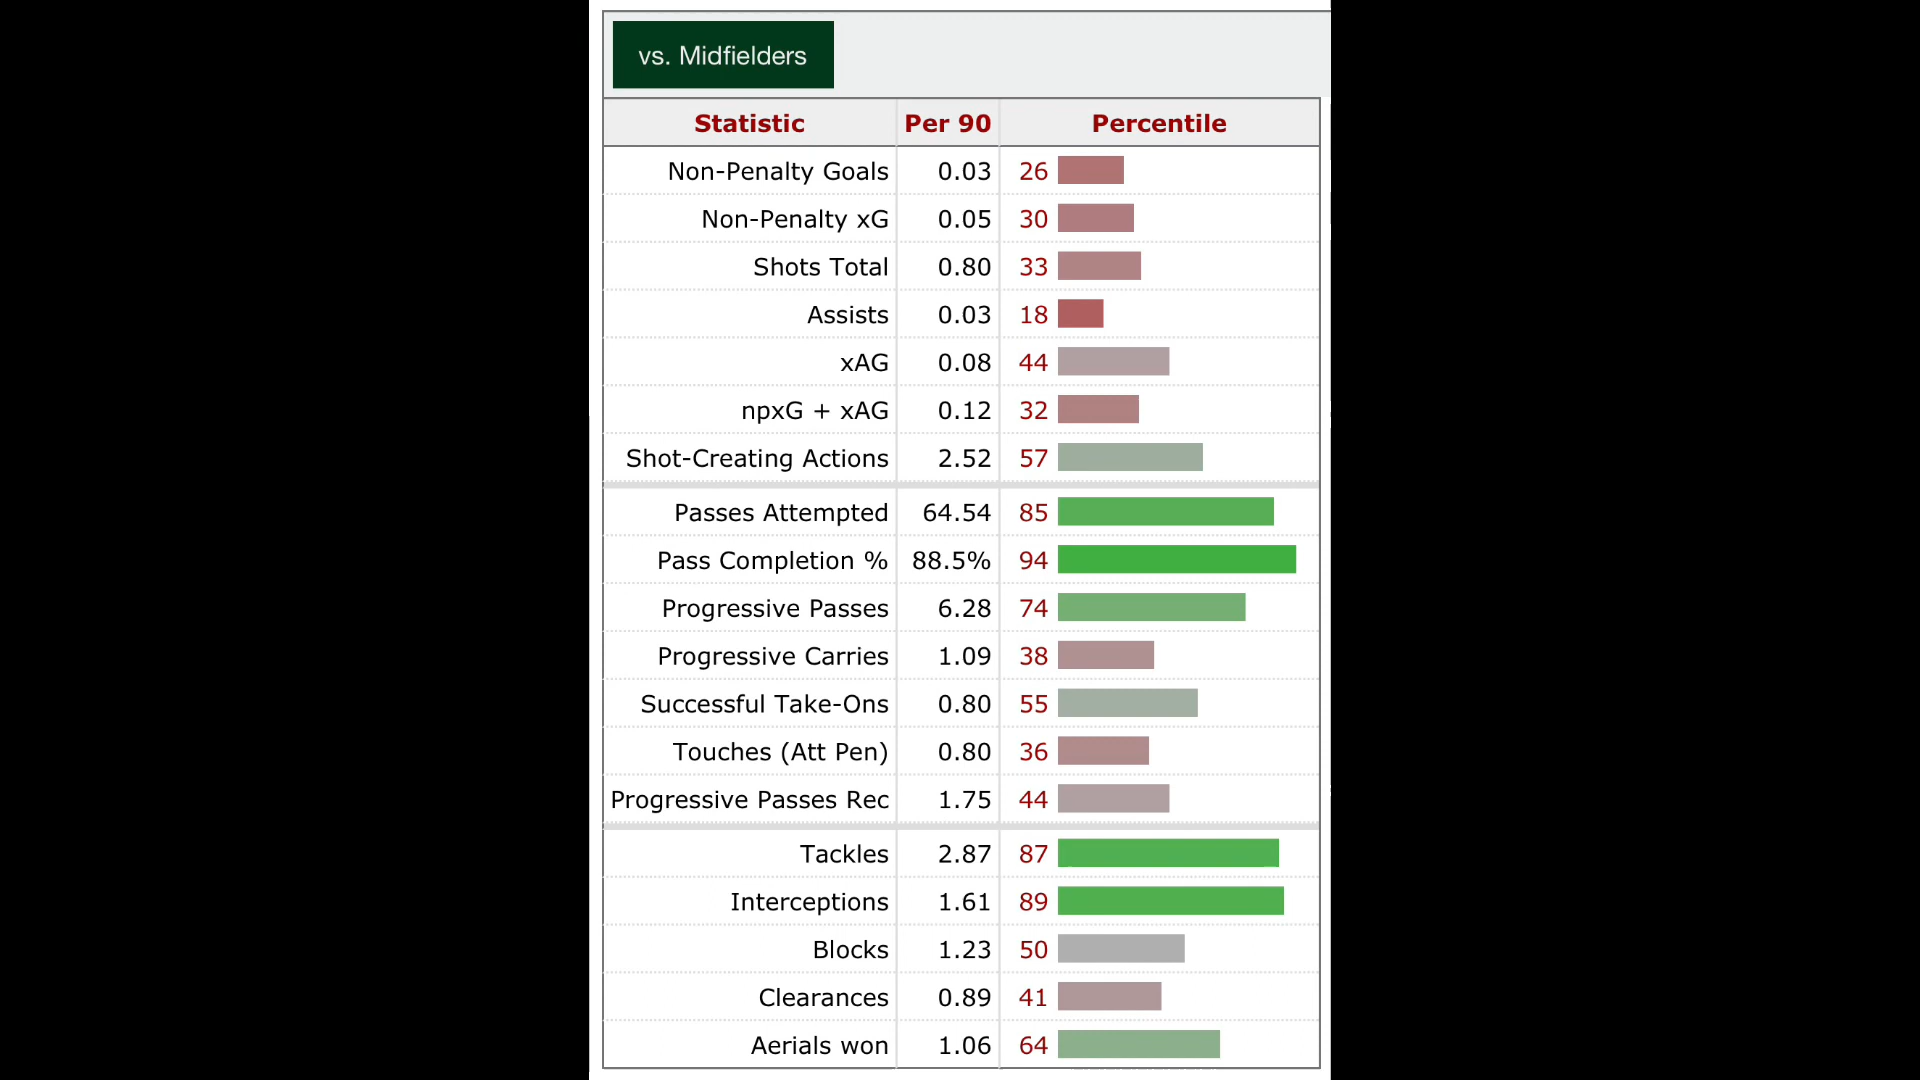 vs. Midfielders
Statistic Per 90 Percentile
Non-Penalty Goals 0.03 26
Non-Penalty xG 0.05 30
Shots Total 0.80 33
Assists 0.03 18
xAG 0.08 44
npxG + xAG 0.12 32
Shot-Creating Actions 2.52 57
Passes Attempted 64.54 85
Pass Completion % 88.5% 94
Progressive Passes 6.28 74
Progressive Carries 1.09 38
Successful Take-Ons 0.80 55
Touches (Att Pen) 0.80 36
Progressive Passes Rec 1.75 44
Tackles 2.87 87
Interceptions 1.61 89
Blocks 1.23 50
Clearances 0.89 41
Aerials won 1.06 64